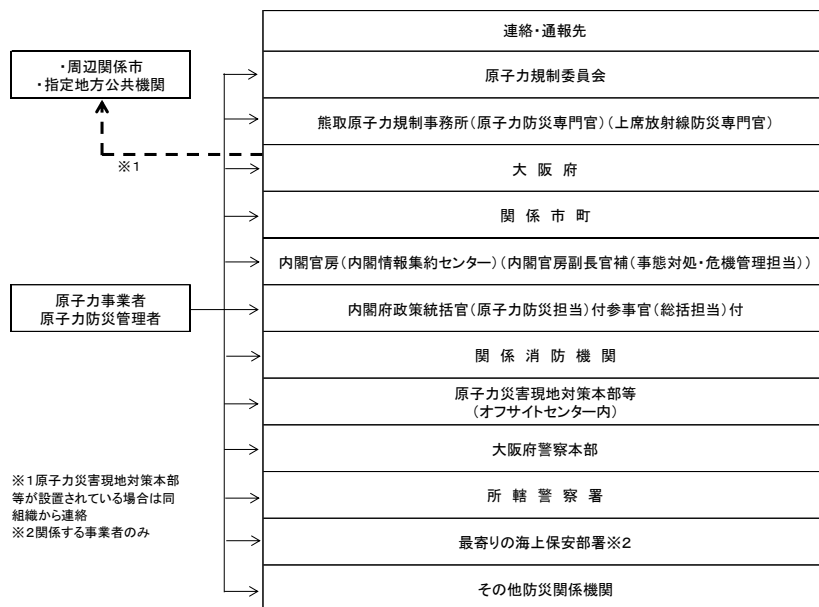 連絡・通報先
・周辺関係市
・指定地方公共機関
原子力規制委員会
熊取原子力規制事務所(原子力防災専門官)(上席放射線防災専門官)
※1
大 阪 府
関 係 市 町
内閣官房(内閣情報集約センター)(内閣官房副長官補(事態対処・危機管理担当))
原子力事業者
原子力防災管理者
内閣府政策統括官(原子力防災担当)付参事官(総括担当)付
関 係 消 防 機 関
原子力災害現地対策本部等
(オフサイトセンター内)
大阪府警察本部
所 轄 警 察 署
最寄りの海上保安部署※2
その他防災関係機関
※1原子力災害現地対策本部
等が設置されている場合は同
組織から連絡
※2関係する事業者のみ